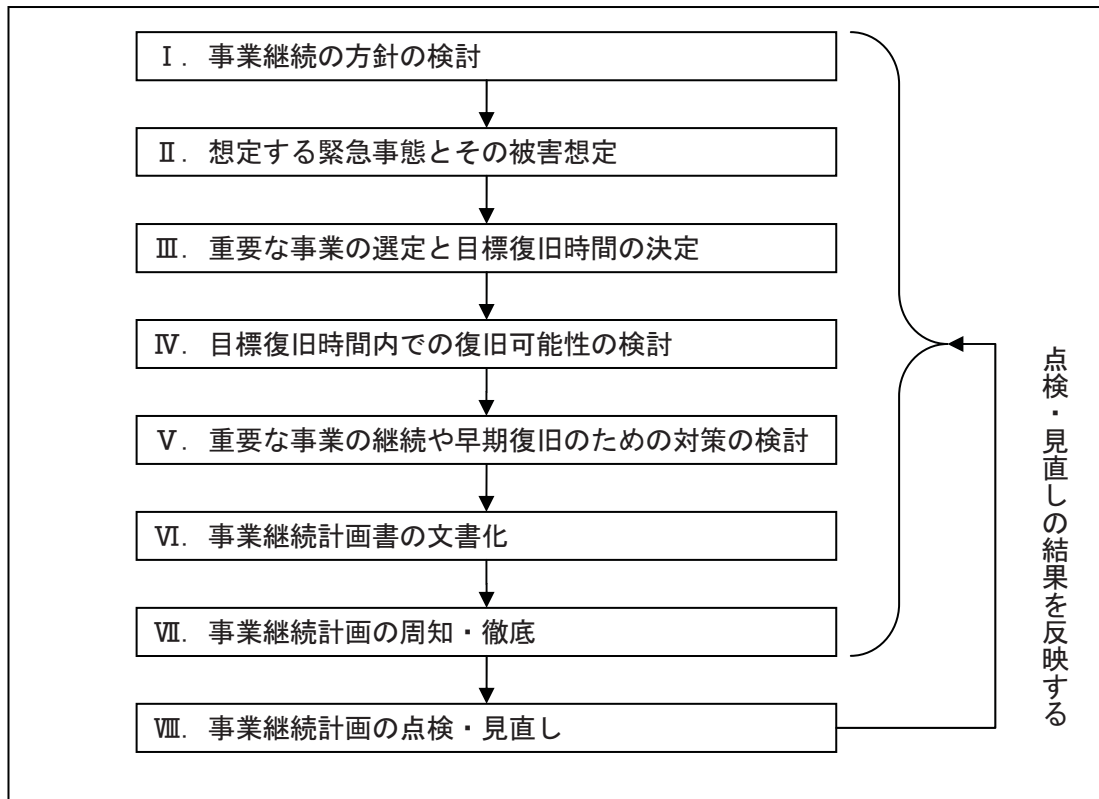 Ⅰ. 事業継続の方針の検討
Ⅱ. 想定する緊急事態とその被害想定
Ⅲ. 重要な事業の選定と目標復旧時間の決定
Ⅳ. 目標復旧時間内での復旧可能性の検討
Ⅴ. 重要な事業の継続や早期復旧のための対策の検討
Ⅵ. 事業継続計画書の文書化
Ⅶ. 事業継続計画の周知・徹底
Ⅷ. 事業継続計画の点検・見直し
点検・見直しの結果を反映する